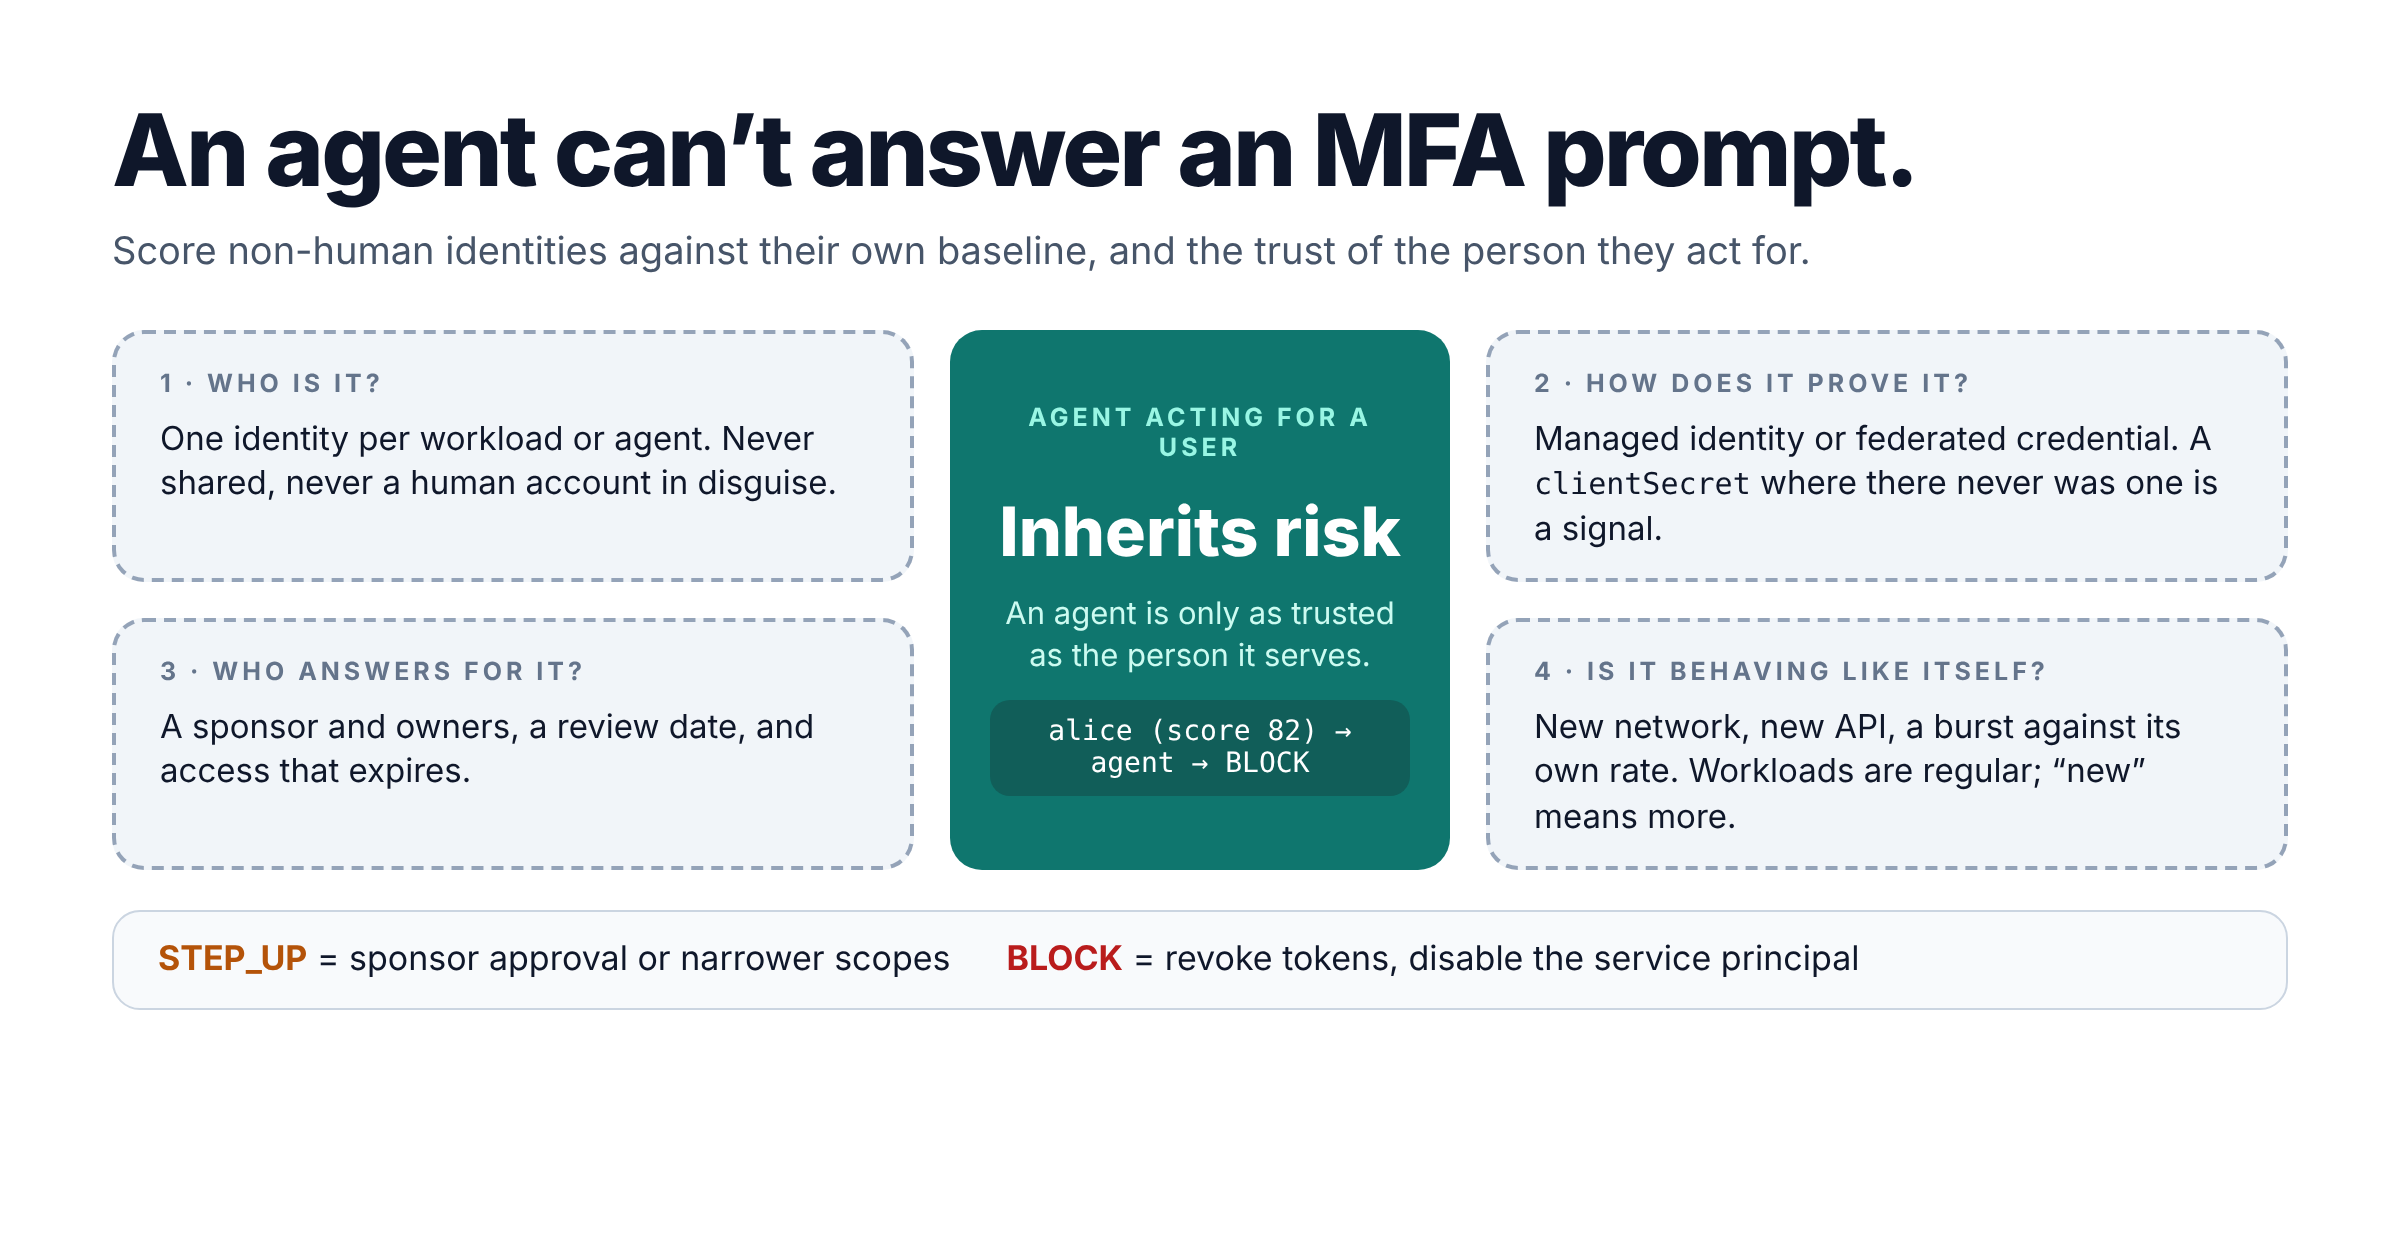 An agent can’t answer an MFA prompt.
Score non-human identities against their own baseline, and the trust of the person they act for.
1 · WHO IS IT?
One identity per workload or agent. Never
shared, never a human account in disguise.
AGENT ACTING FOR A
USER
Inherits risk
An agent is only as trusted
as the person it serves.
alice (score 82) →
agent → BLOCK
2 · HOW DOES IT PROVE IT?
Managed identity or federated credential. A
clientSecret where there never was one is
a signal.
3 · WHO ANSWERS FOR IT?
A sponsor and owners, a review date, and
access that expires.
4 · IS IT BEHAVING LIKE ITSELF?
New network, new API, a burst against its
own rate. Workloads are regular; “new”
means more.
STEP_UP = sponsor approval or narrower scopes BLOCK = revoke tokens, disable the service principal